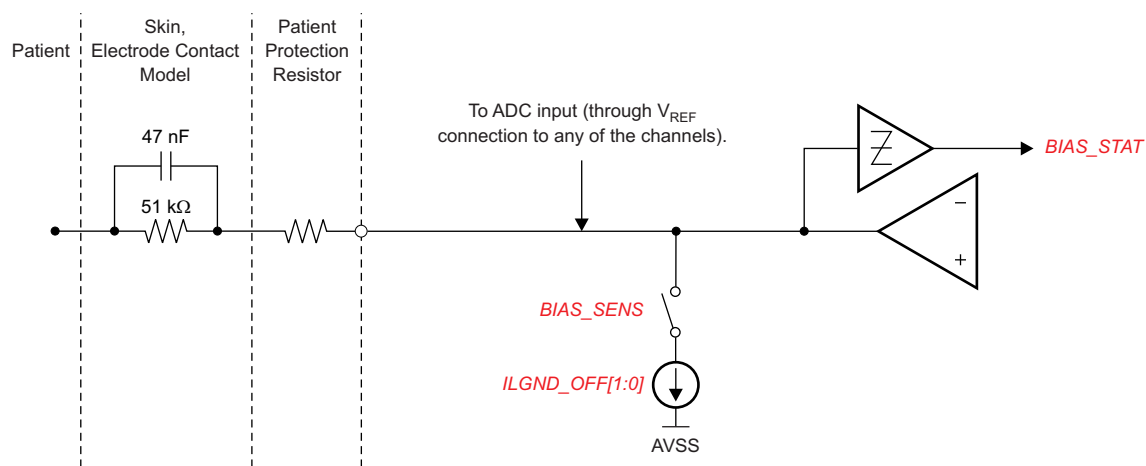 Patient
Skin,
Electrode Contact
Model
Patient
Protection
Resistor
47 nF
51 kΩ
To ADC input (through VREF
connection to any of the channels).
BIAS_STAT
−
+
BIAS_SENS
ILGND_OFF[1:0]
AVSS